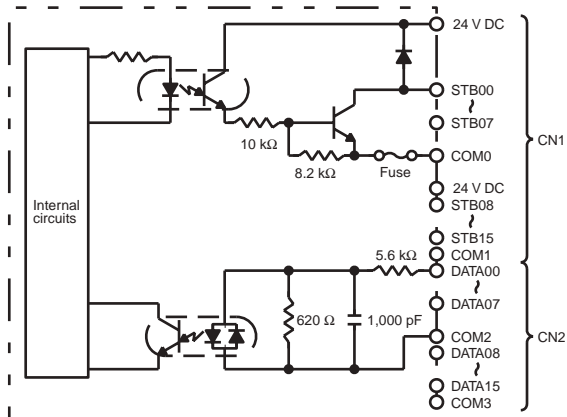 24 V DC
STB00
~
STB07
10 kΩ
COM0
8.2 kΩ
Fuse
CN1
24 V DC
STB08
~
Internal
circuits
STB15
COM1
5.6 kΩ
DATA00
~
DATA07
620 Ω
1,000 pF
COM2
CN2
DATA08
~
DATA15
COM3